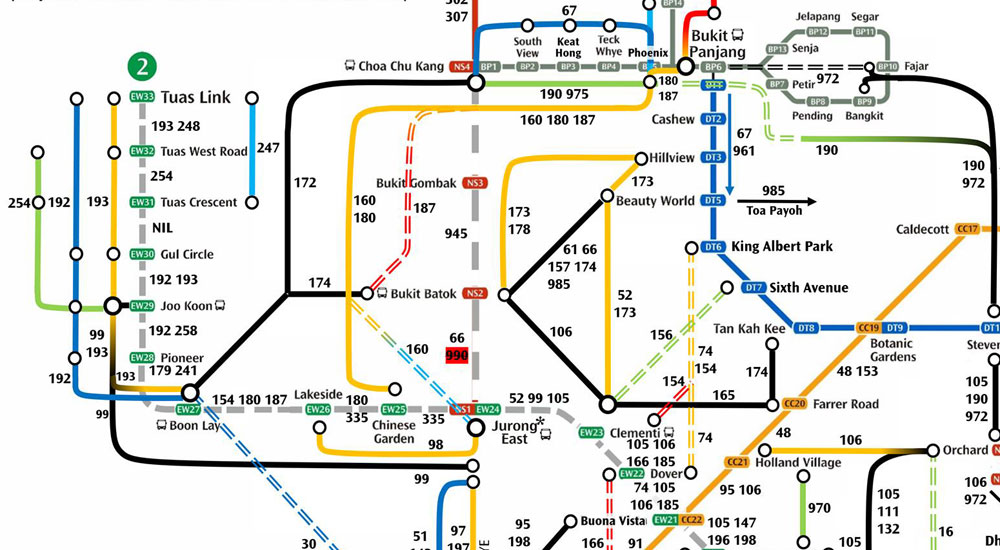 302
307
67
South
View
Keat
Hong
Teck
Whye
Phoenix
BP14
Bukit
Panjang
Jelapang
Segar
BP12
BP11
BP13
Senja
Choa Chu Kang
NS4
BP1
BP2
BP3
BP4
BP6
972
BP10
Fajar
BP7
Petir
BP8
BP9
Pending
Bangkit
180
187
190 975
160 180 187
DT1
Cashew
DT2
67
961
190
2
EW33
Tuas Link
193 248
EW32
Tuas West Road
247
254
EW31
Tuas Crescent
254
192
193
NIL
EW30
Gul Circle
192 193
EW29
Joo Koon
192 258
EW28
Pioneer
179 241
99
193
193
192
99
EW27
Boon Lay
172
174
160
180
Bukit Gombak
NS3
187
945
Bukit Batok
NS2
66
990
160
Hillview
DT3
173
Beauty World
DT5
985
Toa Payoh
173
178
61 66
157 174
985
52
173
106
190
972
Caldecott
CC17
DT6
King Albert Park
DT7
Sixth Avenue
156
Tan Kah Kee
DT8
CC19
DT9
Botanic
Gardens
DT1
Steven
74
154
154
174
48 153
165
CC20
Farrer Road
105
190
972
154 180 187
Lakeside
EW26
180
335
EW25
Chinese
Garden
335
NS1
EW24
Jurong*
East
52 99 105
98
99
EW23
Clementi
105 106
166 185
EW22
Dover
74
74 105
106 185
48
CC21
Holland Village
106
Orchard
N
95 106
970
105
111
132
106
972
16
Buona Vista
EW21
CC22
105 147
196 198
95
198
166
91
105
30
51
97
197
YE
Dh